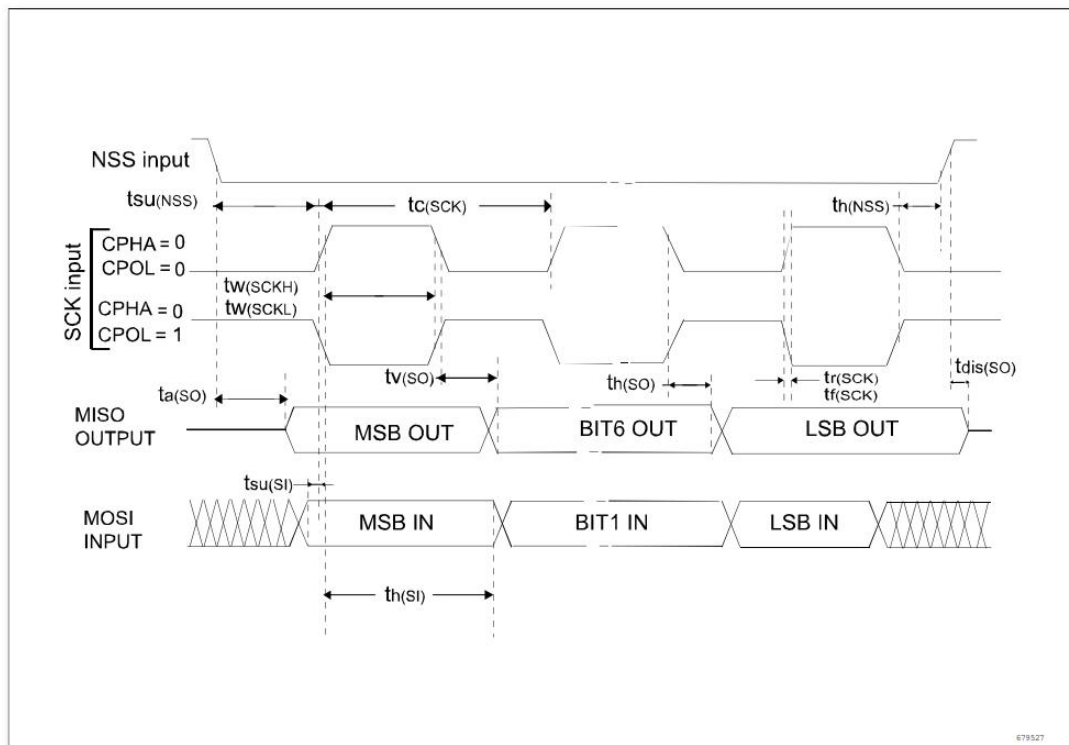 NSS input
tsu(NSS)
tc(SCK)
th(NSS)
SCK input
CPHA = 0
CPOL = 0
tw(SCKH)
CPHA = 0
tw(SCKL)
CPOL = 1
tv(SO)
th(SO)
tr(SCK)
tf(SCK)
tdis(SO)
ta(SO)
MISO
OUTPUT
MSB OUT
BIT6 OUT
LSB OUT
tsu(SI)
MOSI
INPUT
MSB IN
BIT1 IN
LSB IN
th(SI)
679527